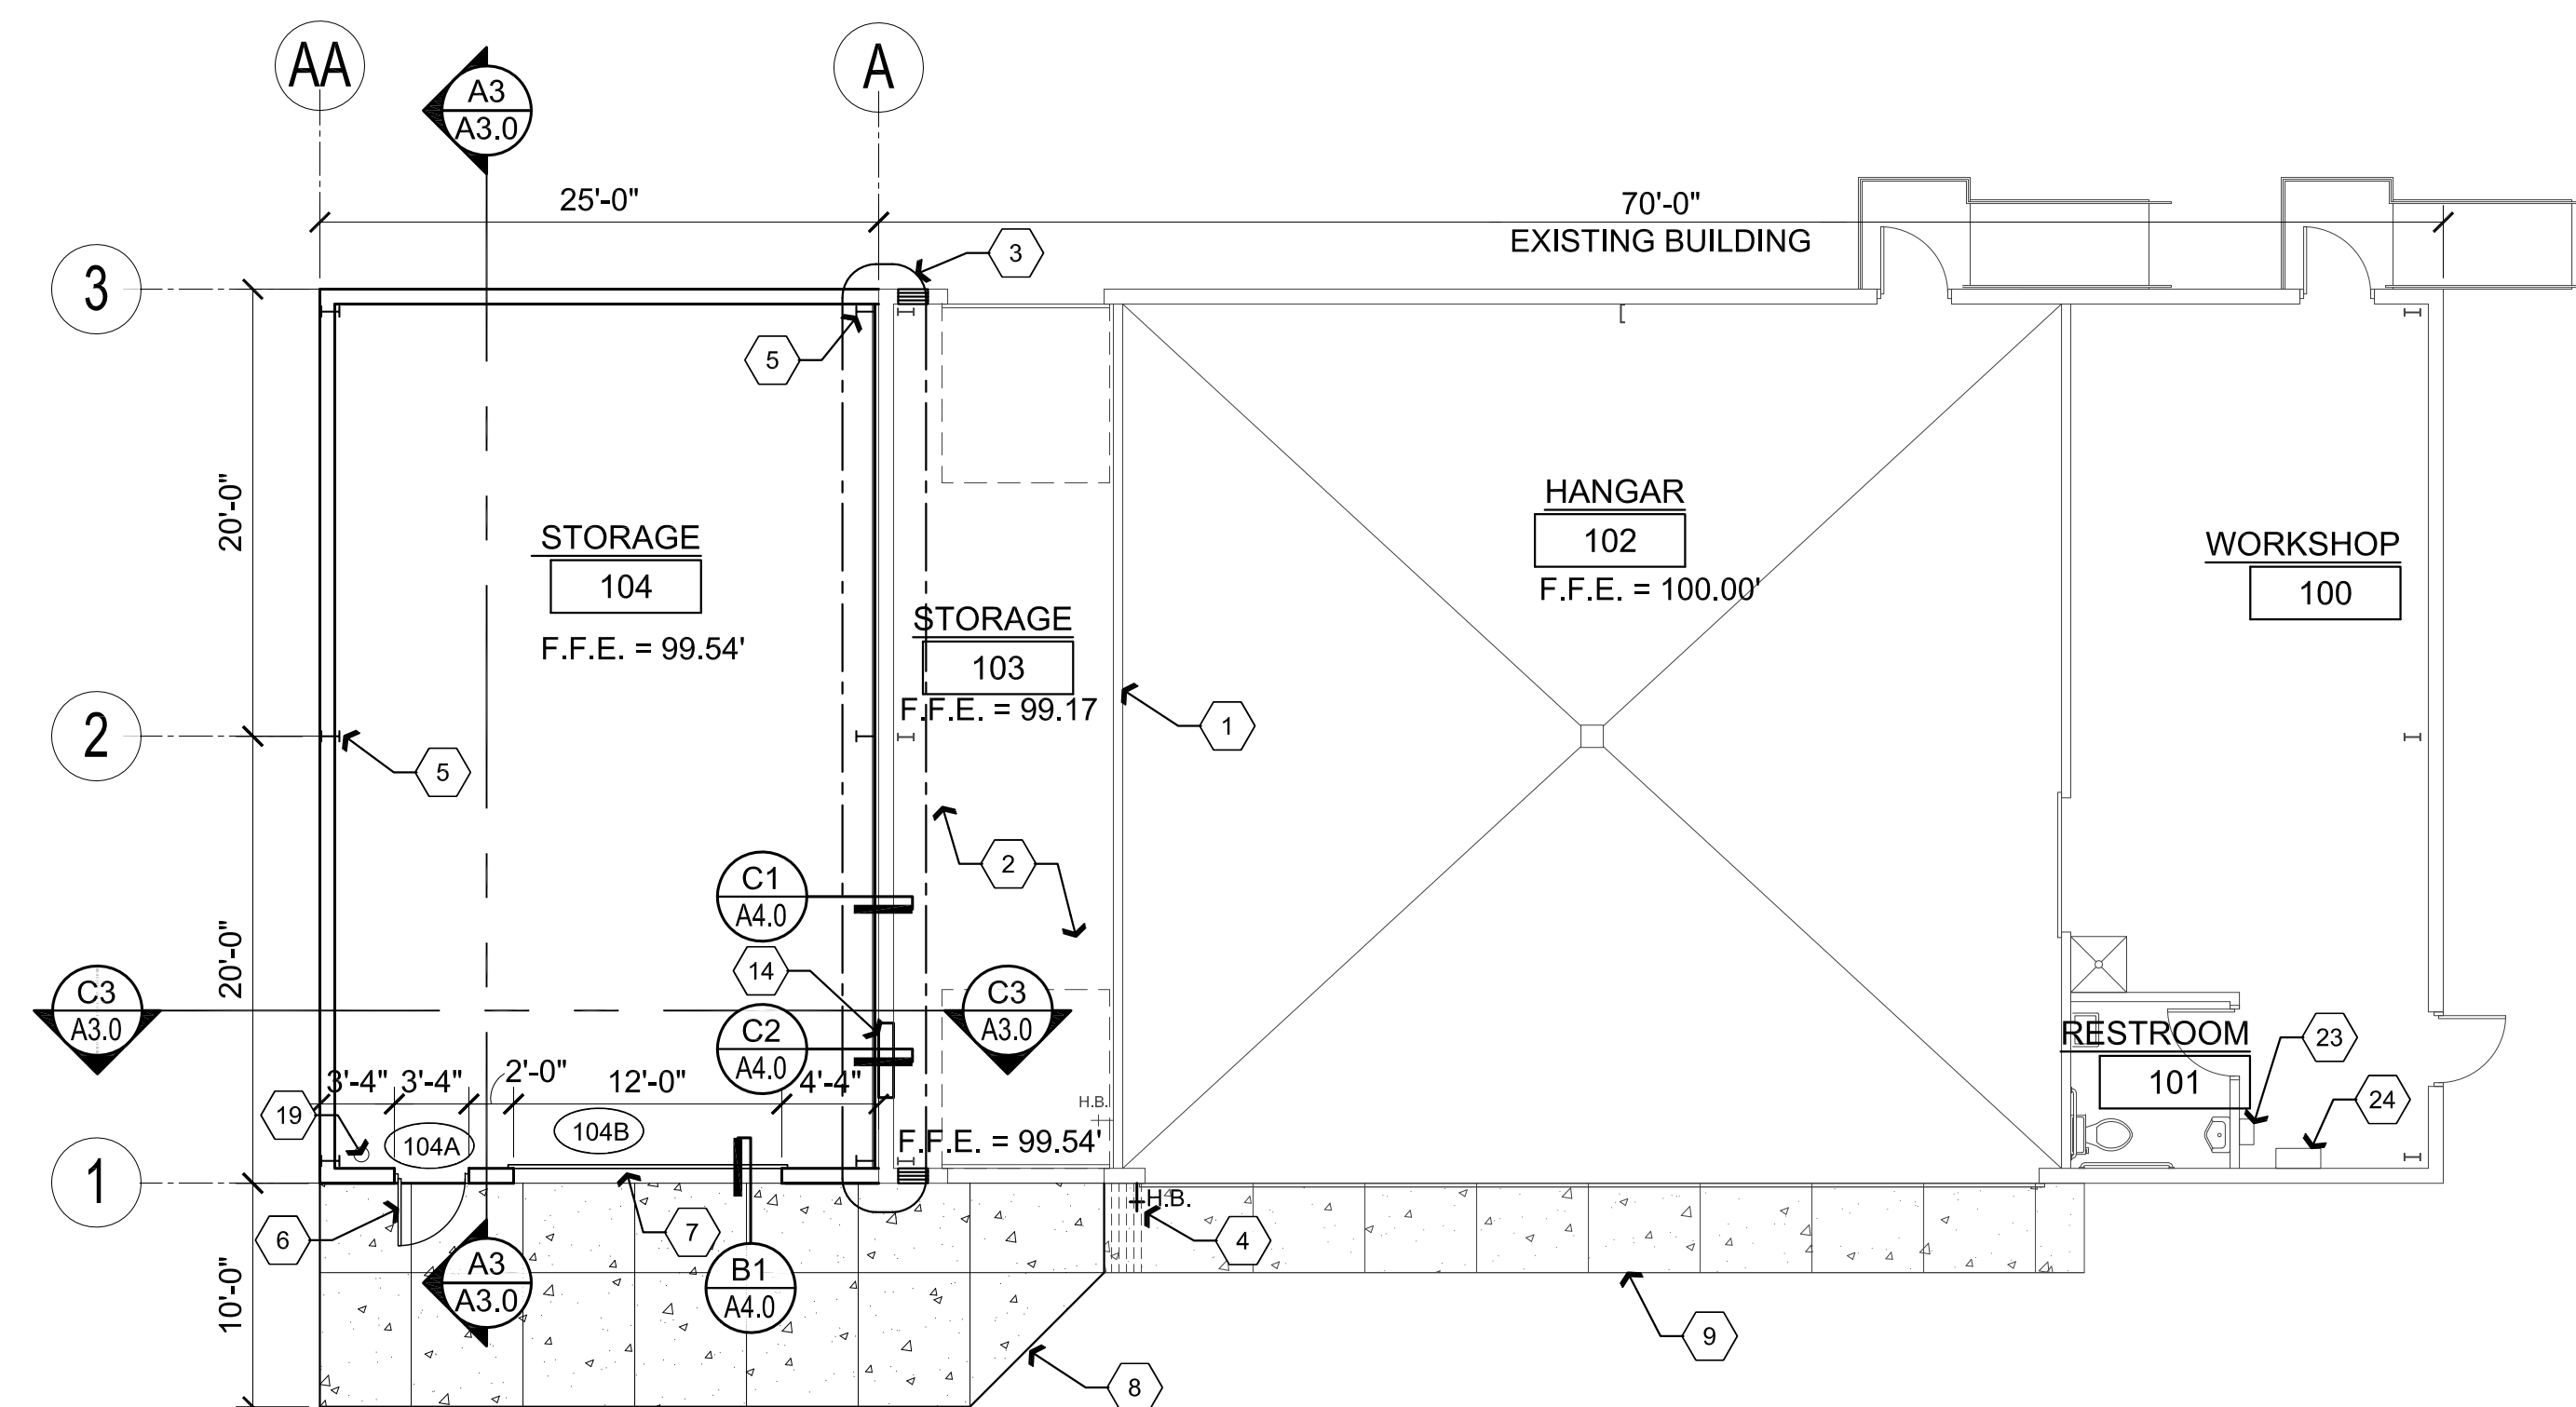 AA
A
A3
A3.0
25'-0"
70'-0"
EXISTING BUILDING
3
3
5
20'-0"
HANGAR
102
F.F.E. = 100.00'
STORAGE
104
F.F.E. = 99.54'
WORKSHOP
100
STORAGE
103
F.F.E. = 99.17
1
2
5
2
C1
A4.0
20'-0"
14
C3
A3.0
C3
A3.0
C2
A4.0
RESTROOM
101
23
24
3'-4"
3'-4"
2'-0"
12'-0"
4'-4"
19
104A
104B
H.B.
F.F.E. = 99.54'
1
H.B.
6
7
4
A3
A3.0
B1
A4.0
10'-0"
9
8